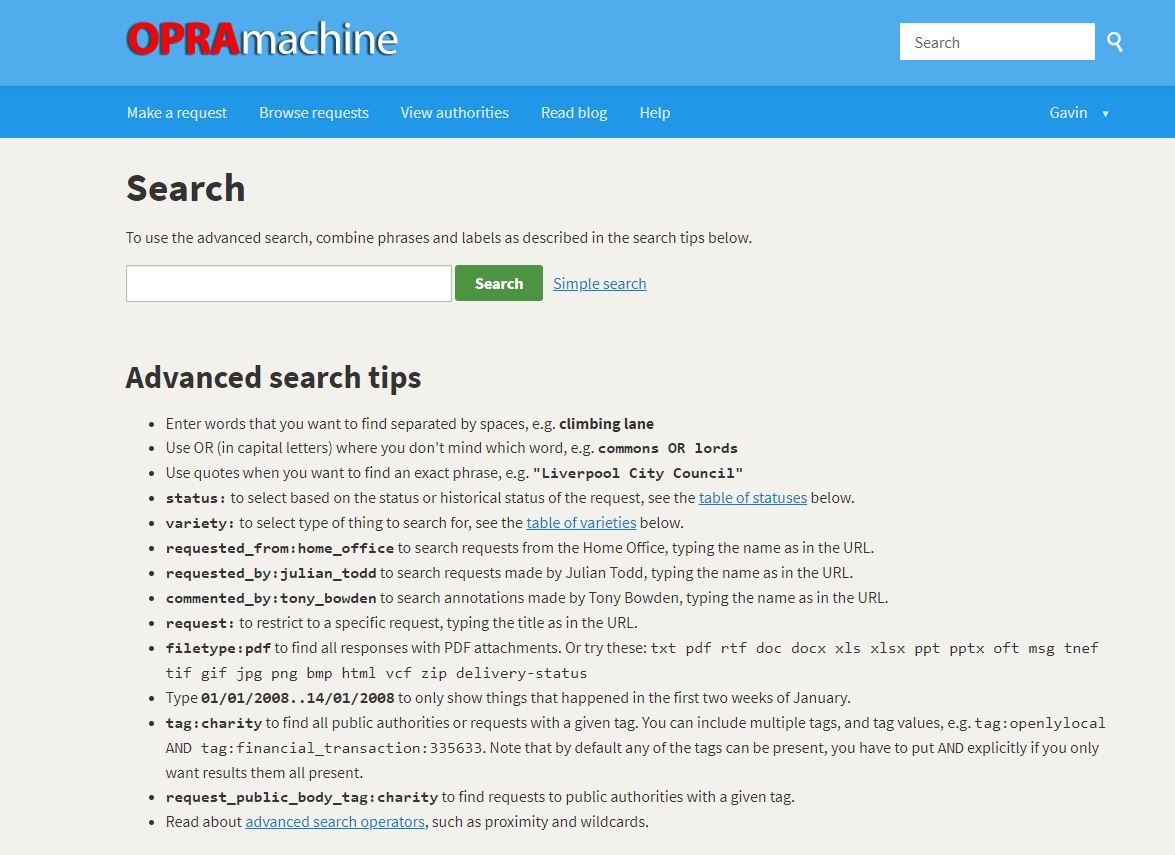 OPRAmachine
Search
Make a request Browse requests View authorities Read blog Help Gavin ▾
Search
To use the advanced search, combine phrases and labels as described in the search tips below.
Search Simple search
Advanced search tips
• Enter words that you want to find separated by spaces, e.g. climbing lane
• Use OR (in capital letters) where you don't mind which word, e.g. commons OR lords
• Use quotes when you want to find an exact phrase, e.g. "Liverpool City Council"
• status: to select based on the status or historical status of the request, see the table of statuses below.
• variety: to select type of thing to search for, see the table of varieties below.
• requested_from:home_office to search requests from the Home Office, typing the name as in the URL.
• requested_by:julian_todd to search requests made by Julian Todd, typing the name as in the URL.
• commented_by:tony_bowden to search annotations made by Tony Bowden, typing the name as in the URL.
• request: to restrict to a specific request, typing the title as in the URL.
• filetype:pdf to find all responses with PDF attachments. Or try these: txt pdf rtf doc docx xls xlsx ppt pptx oft msg tnef
tif gif jpg png bmp html vcf zip delivery-status
• Type 01/01/2008..14/01/2008 to only show things that happened in the first two weeks of January.
• tag:charity to find all public authorities or requests with a given tag. You can include multiple tags, and tag values, e.g. tag:openlylocal
AND tag:financial_transaction:335633. Note that by default any of the tags can be present, you have to put AND explicitly if you only
want results them all present.
• request_public_body_tag:charity to find requests to public authorities with a given tag.
• Read about advanced search operators, such as proximity and wildcards.